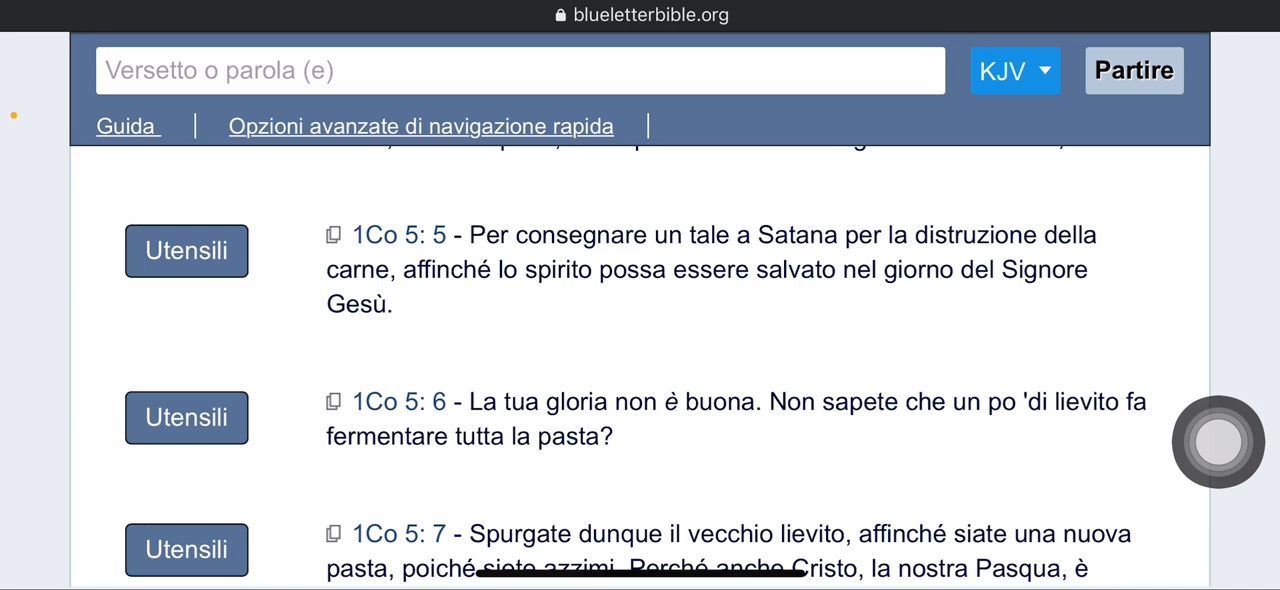 blueletterbible.org
Versetto o parola (e)
KJV
Partire
Guida
Opzioni avanzate di navigazione rapida
Utensili
1Co 5: 5 - Per consegnare un tale a Satana per la distruzione della
carne, affinché lo spirito possa essere salvato nel giorno del Signore
Gesù.
Utensili
1Co 5: 6 - La tua gloria non è buona. Non sapete che un po 'di lievito fa
fermentare tutta la pasta?
Utensili
1Co 5: 7 - Spurgate dunque il vecchio lievito, affinché siate una nuova
pasta, poiché siete azzimi. Perché anche Cristo, la nostra Pasqua, è